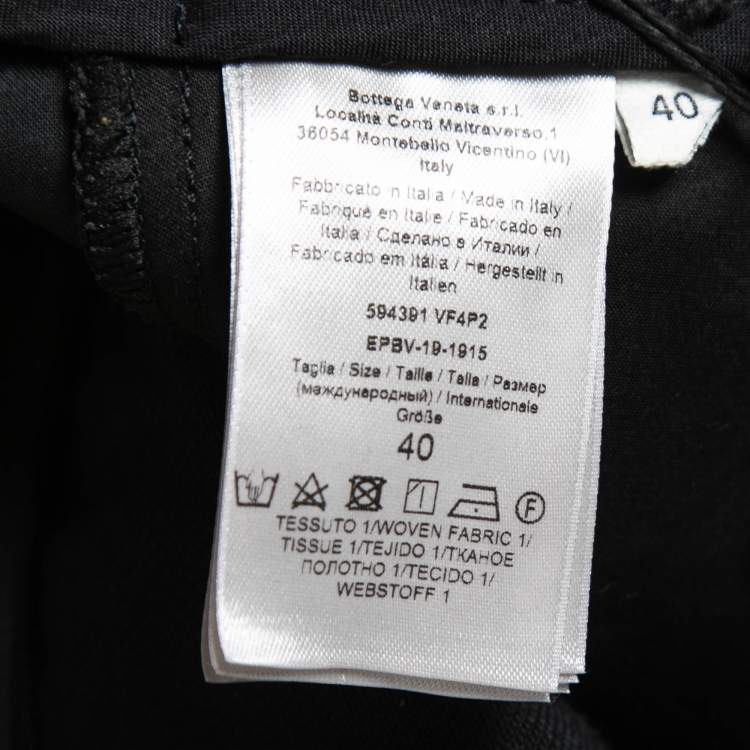 Bottega Veneta s.r.l.
Località Conti Maltraverso,1
36054 Montebello Vicentino (VI)
Italy
Fabbricato in Italia / Made in Italy /
Fabriqué en Italie / Fabricado en
Italia / Сделано в Италии /
Fabricado em Itália / Hergestellt in
Italien
594391 VF4P2
EPBV-19-1915
Taglia / Size / Taille / Talla / Размер
(международный) / Internationale
Größe
40
F
TESSUTO 1/WOVEN FABRIC 1/
TISSUE 1/TEJIDO 1/ТКАНОЕ
ПОЛОТНО 1/TECIDO 1/
WEBSTOFF 1
40